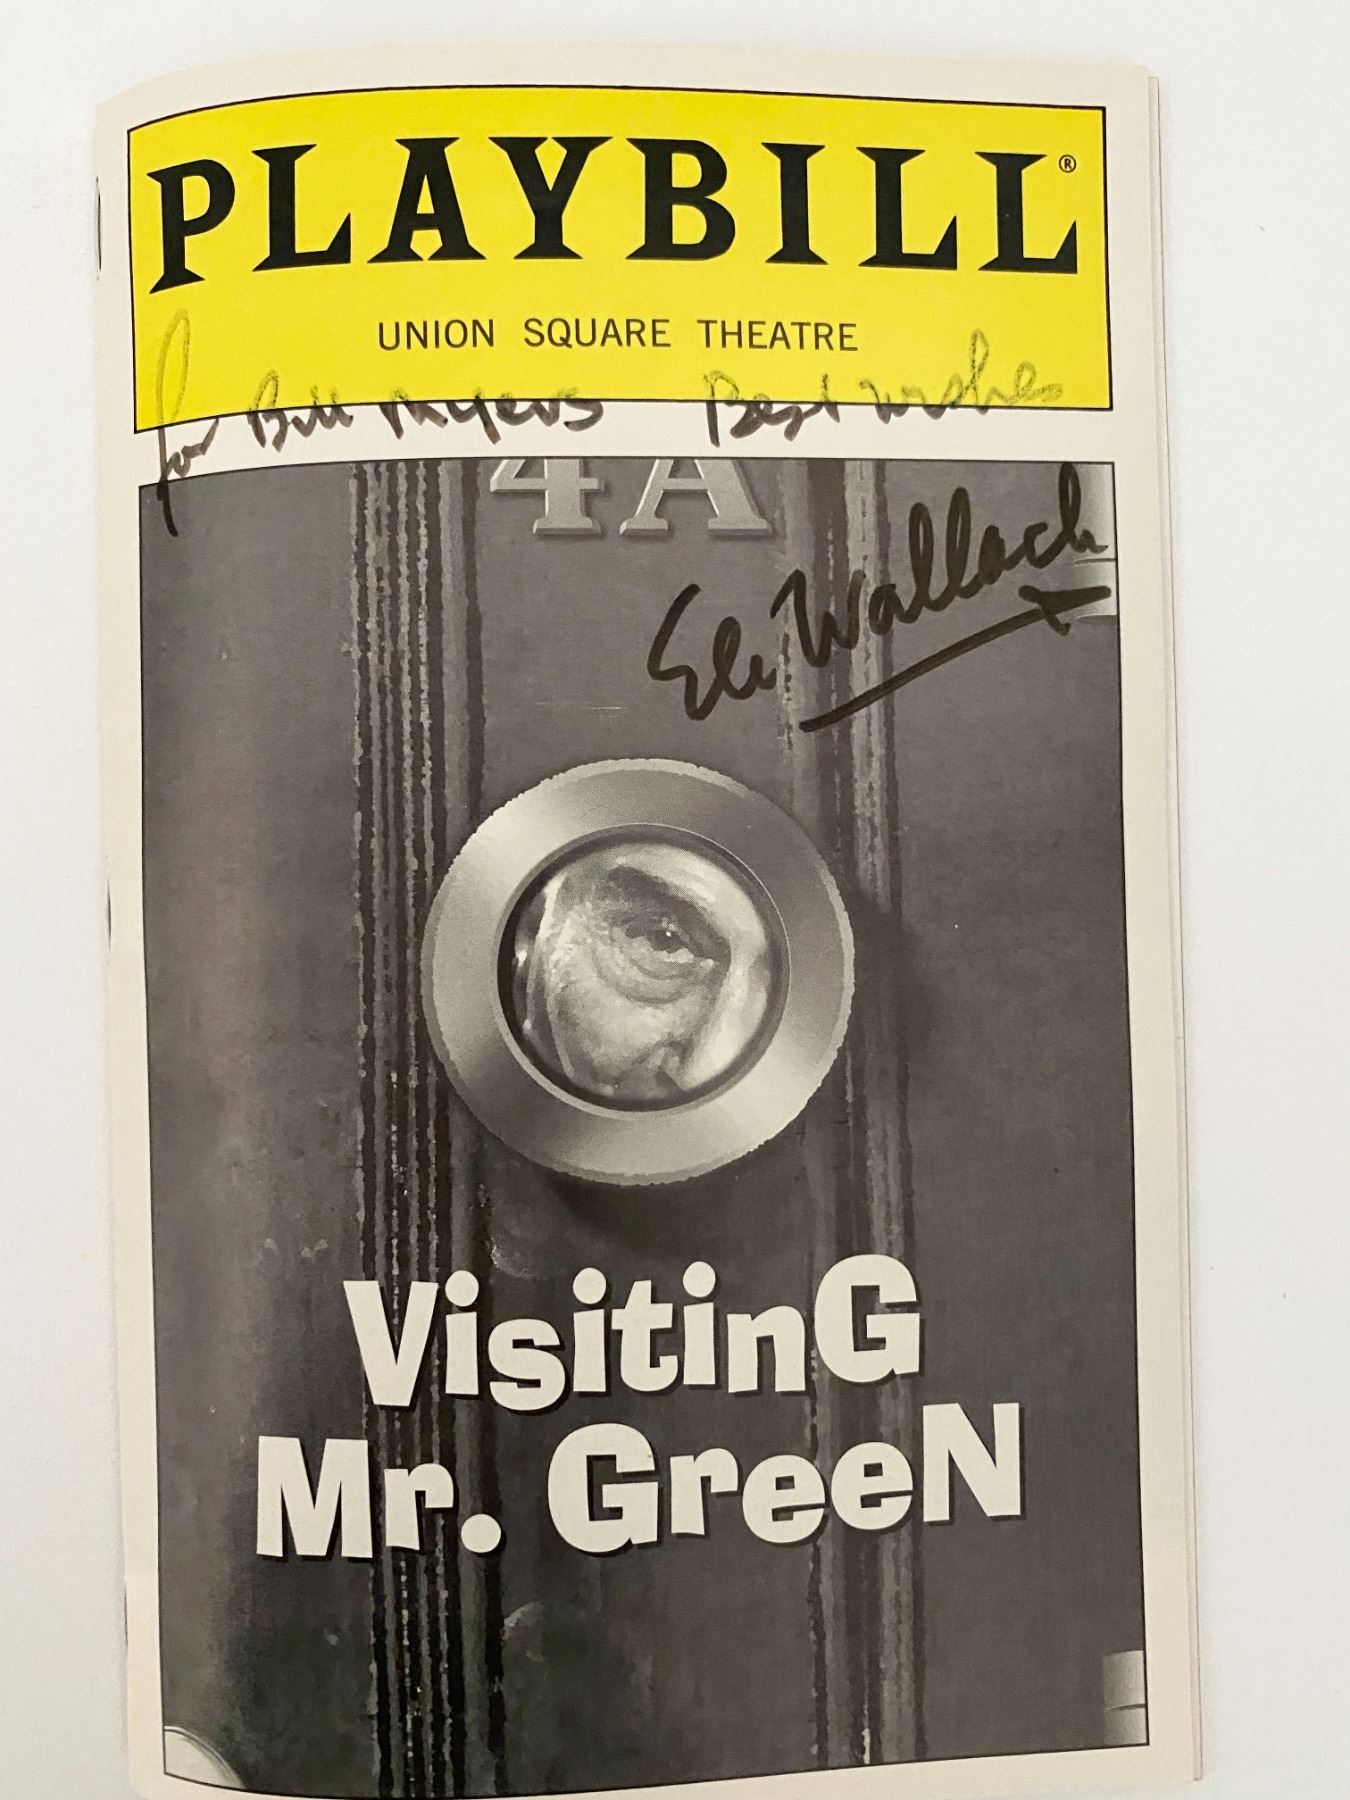 PLAYBILL®
UNION SQUARE THEATRE
for Bill Myers Best wishes
4A
Eli Wallach
Visiting
Mr. Green